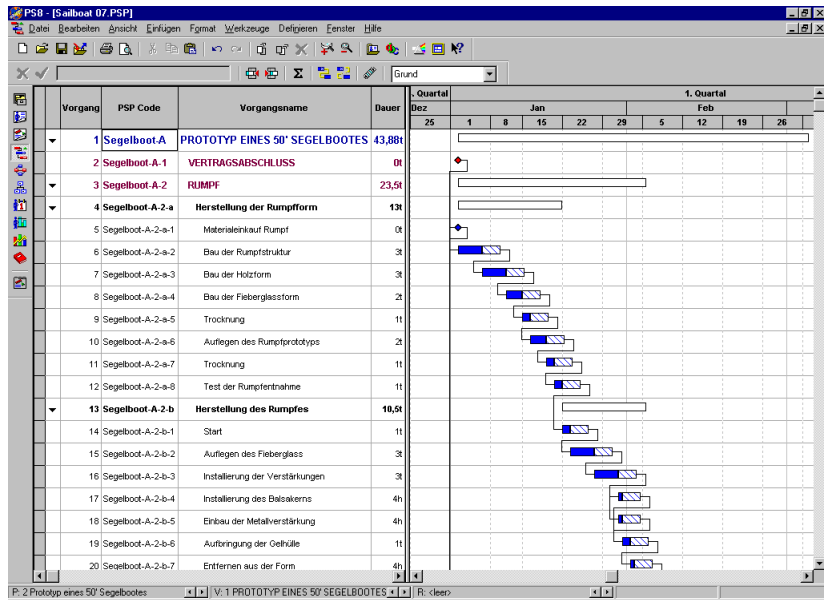 PS8 - [Sailboat 07.PSP]
Datei Bearbeiten Ansicht Einfügen Format Werkzeuge Definieren Fenster Hilfe
Grund
Vorgang PSP Code Vorgangsname Dauer
. Quartal 1. Quartal
Dez Jan Feb
25 1 8 15 22 29 5 12 19 26
1 Segelboot-A PROTOTYP EINES 50' SEGELBOOTES 43,88t
2 Segelboot-A-1 VERTRAGSABSCHLUSS 0t
3 Segelboot-A-2 RUMPF 23,5t
4 Segelboot-A-2-a Herstellung der Rumpfform 13t
5 Segelboot-A-2-a-1 Materialeinkauf Rumpf 0t
6 Segelboot-A-2-a-2 Bau der Rumpfstruktur 3t
7 Segelboot-A-2-a-3 Bau der Holzform 3t
8 Segelboot-A-2-a-4 Bau der Fieberglassform 2t
9 Segelboot-A-2-a-5 Trocknung 1t
10 Segelboot-A-2-a-6 Auflegen des Rumpfprototyps 2t
11 Segelboot-A-2-a-7 Trocknung 1t
12 Segelboot-A-2-a-8 Test der Rumpfentnahme 1t
13 Segelboot-A-2-b Herstellung des Rumpfes 10,5t
14 Segelboot-A-2-b-1 Start 1t
15 Segelboot-A-2-b-2 Auflegen des Fieberglass 3t
16 Segelboot-A-2-b-3 Installierung der Verstärkungen 3t
17 Segelboot-A-2-b-4 Installierung des Balsakerns 4h
18 Segelboot-A-2-b-5 Einbau der Metallverstärkung 4h
19 Segelboot-A-2-b-6 Aufbringung der Gelhülle 1t
20 Segelboot-A-2-b-7 Entfernen aus der Form 4h
P: 2 Prototyp eines 50' Segelbootes V: 1 PROTOTYP EINES 50' SEGELBOOTES R: <leer>